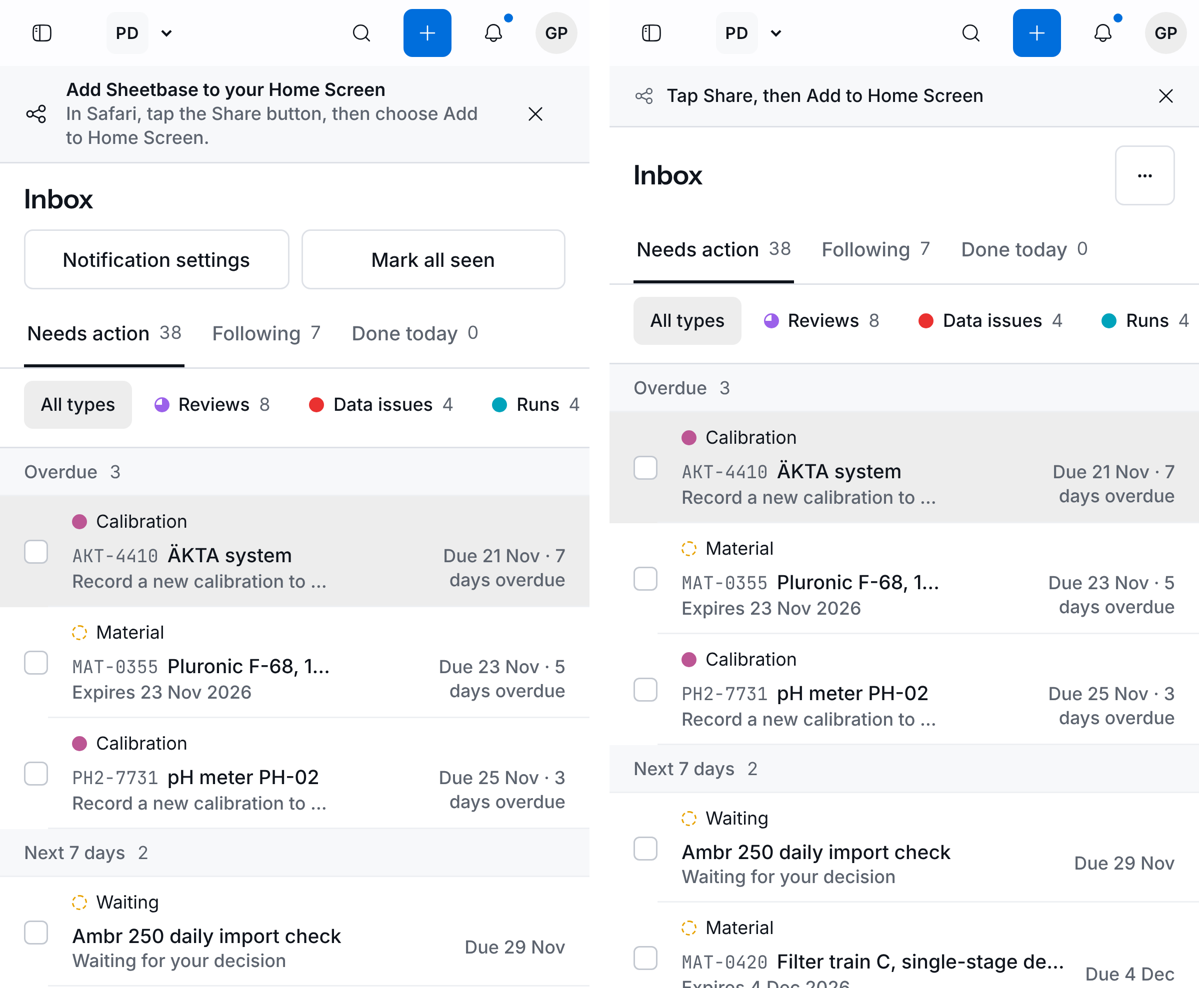 PD
GP
Add Sheetbase to your Home Screen
In Safari, tap the Share button, then choose Add
to Home Screen.
Inbox
Notification settings
Mark all seen
Needs action 38
Following 7
Done today 0
All types
Reviews 8
Data issues 4
Runs 4
Overdue 3
Calibration
AKT-4410 ÄKTA system
Record a new calibration to ...
Due 21 Nov · 7
days overdue
Material
MAT-0355 Pluronic F-68, 1...
Expires 23 Nov 2026
Due 23 Nov · 5
days overdue
Calibration
PH2-7731 pH meter PH-02
Record a new calibration to ...
Due 25 Nov · 3
days overdue
Next 7 days 2
Waiting
Ambr 250 daily import check
Waiting for your decision
Due 29 Nov
PD
GP
Tap Share, then Add to Home Screen
Inbox
Needs action 38
Following 7
Done today 0
All types
Reviews 8
Data issues 4
Runs 4
Overdue 3
Calibration
AKT-4410 ÄKTA system
Record a new calibration to ...
Due 21 Nov · 7
days overdue
Material
MAT-0355 Pluronic F-68, 1...
Expires 23 Nov 2026
Due 23 Nov · 5
days overdue
Calibration
PH2-7731 pH meter PH-02
Record a new calibration to ...
Due 25 Nov · 3
days overdue
Next 7 days 2
Waiting
Ambr 250 daily import check
Waiting for your decision
Due 29 Nov
Material
MAT-0420 Filter train C, single-stage de...
Expires 4 Dec 2026
Due 4 Dec